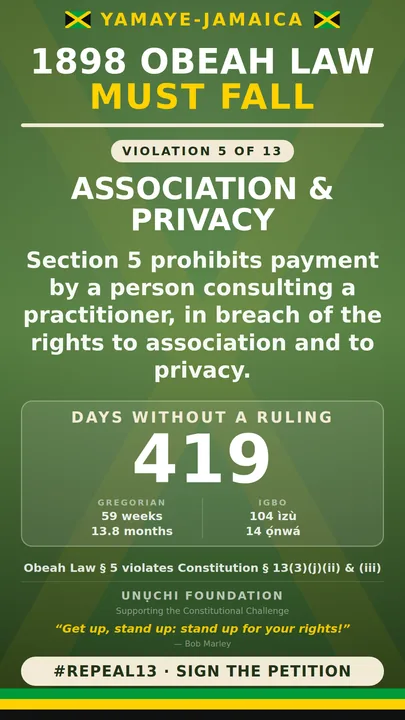 YAMAYE-JAMAICA
1898 OBEAH LAW
MUST FALL
VIOLATION 5 OF 13
ASSOCIATION &
PRIVACY
Section 5 prohibits payment
by a person consulting a
practitioner, in breach of the
rights to association and to
privacy.
DAYS WITHOUT A RULING
419
GREGORIAN
59 weeks
13.8 months
IGBO
104 ìzù
14 ọ́nwá
Obeah Law § 5 violates Constitution § 13(3)(j)(ii) & (iii)
UNỤCHI FOUNDATION
Supporting the Constitutional Challenge
“Get up, stand up: stand up for your rights!”
— Bob Marley
#REPEAL13 · SIGN THE PETITION